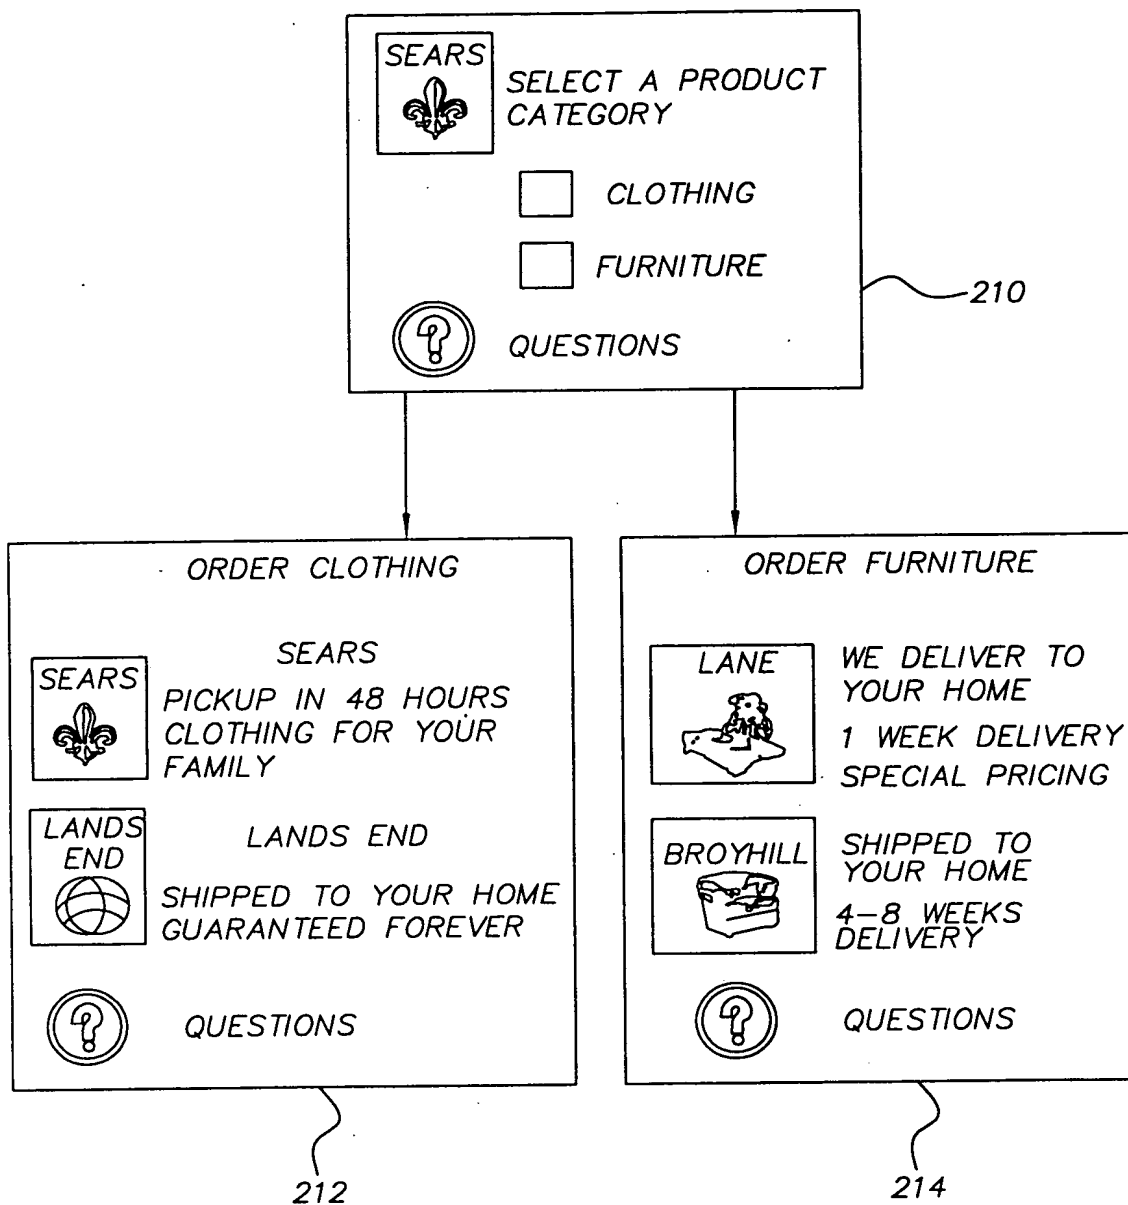 SEARS
SELECT A PRODUCT
CATEGORY
CLOTHING
FURNITURE
210
?
QUESTIONS
ORDER CLOTHING
SEARS
SEARS
PICKUP IN 48 HOURS
CLOTHING FOR YOUR
FAMILY
LANDS
END
LANDS END
SHIPPED TO YOUR HOME
GUARANTEED FOREVER
?
QUESTIONS
212
ORDER FURNITURE
LANE
WE DELIVER TO
YOUR HOME
1 WEEK DELIVERY
SPECIAL PRICING
BROYHILL
SHIPPED TO
YOUR HOME
4-8 WEEKS
DELIVERY
?
QUESTIONS
214